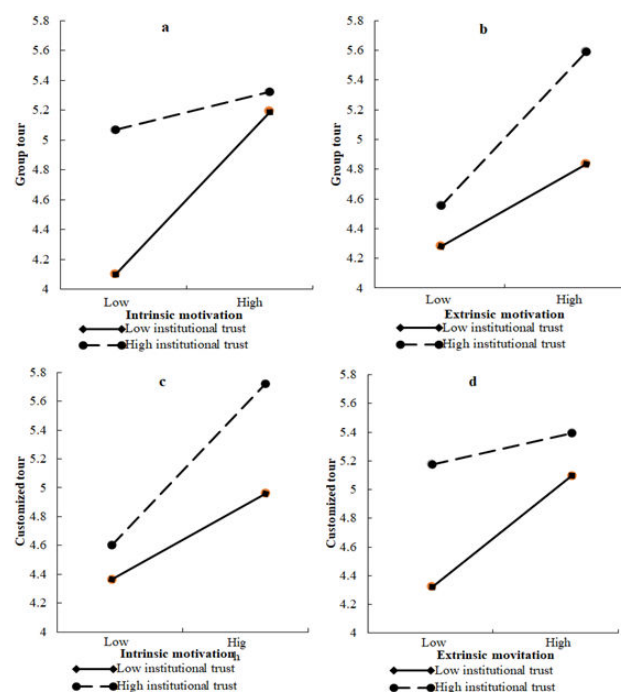 a
5.8
5.6
5.4
5.2
5
4.8
4.6
4.4
4.2
4
Group tour
Low
High
Intrinsic motivation
Low institutional trust
High institutional trust
b
5.8
5.6
5.4
5.2
5
4.8
4.6
4.4
4.2
4
Group tour
Low
High
Extrinsic motivation
Low institutional trust
High institutional trust
c
5.8
5.6
5.4
5.2
5
4.8
4.6
4.4
4.2
4
Customized tour
Low
Hig
h
Intrinsic motivation
Low institutional trust
High institutional trust
d
5.8
5.6
5.4
5.2
5
4.8
4.6
4.4
4.2
4
Customized tour
Low
High
Extrinsic movitation
Low institutional trust
High institutional trust